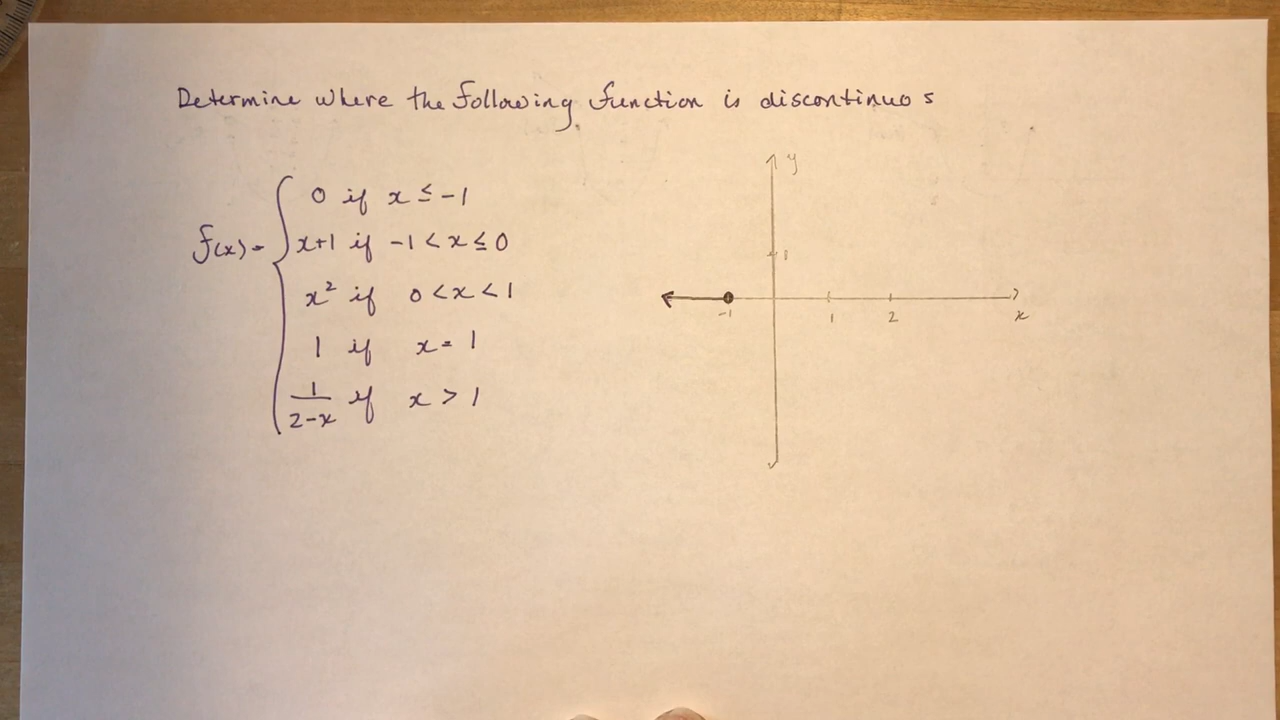 Determine where the following function is discontinuos
f(x)=
0 if x ≤ -1
x+1 if -1 < x ≤ 0
x² if 0 < x < 1
1 if x = 1
1/(2-x) if x > 1
y
1
-1 1 2 x